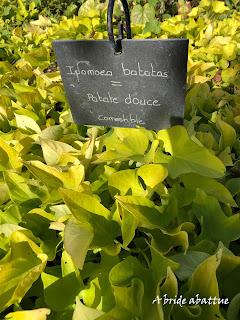 Ipomoea batatas
=
Patate douce
comestible
A bride abattue